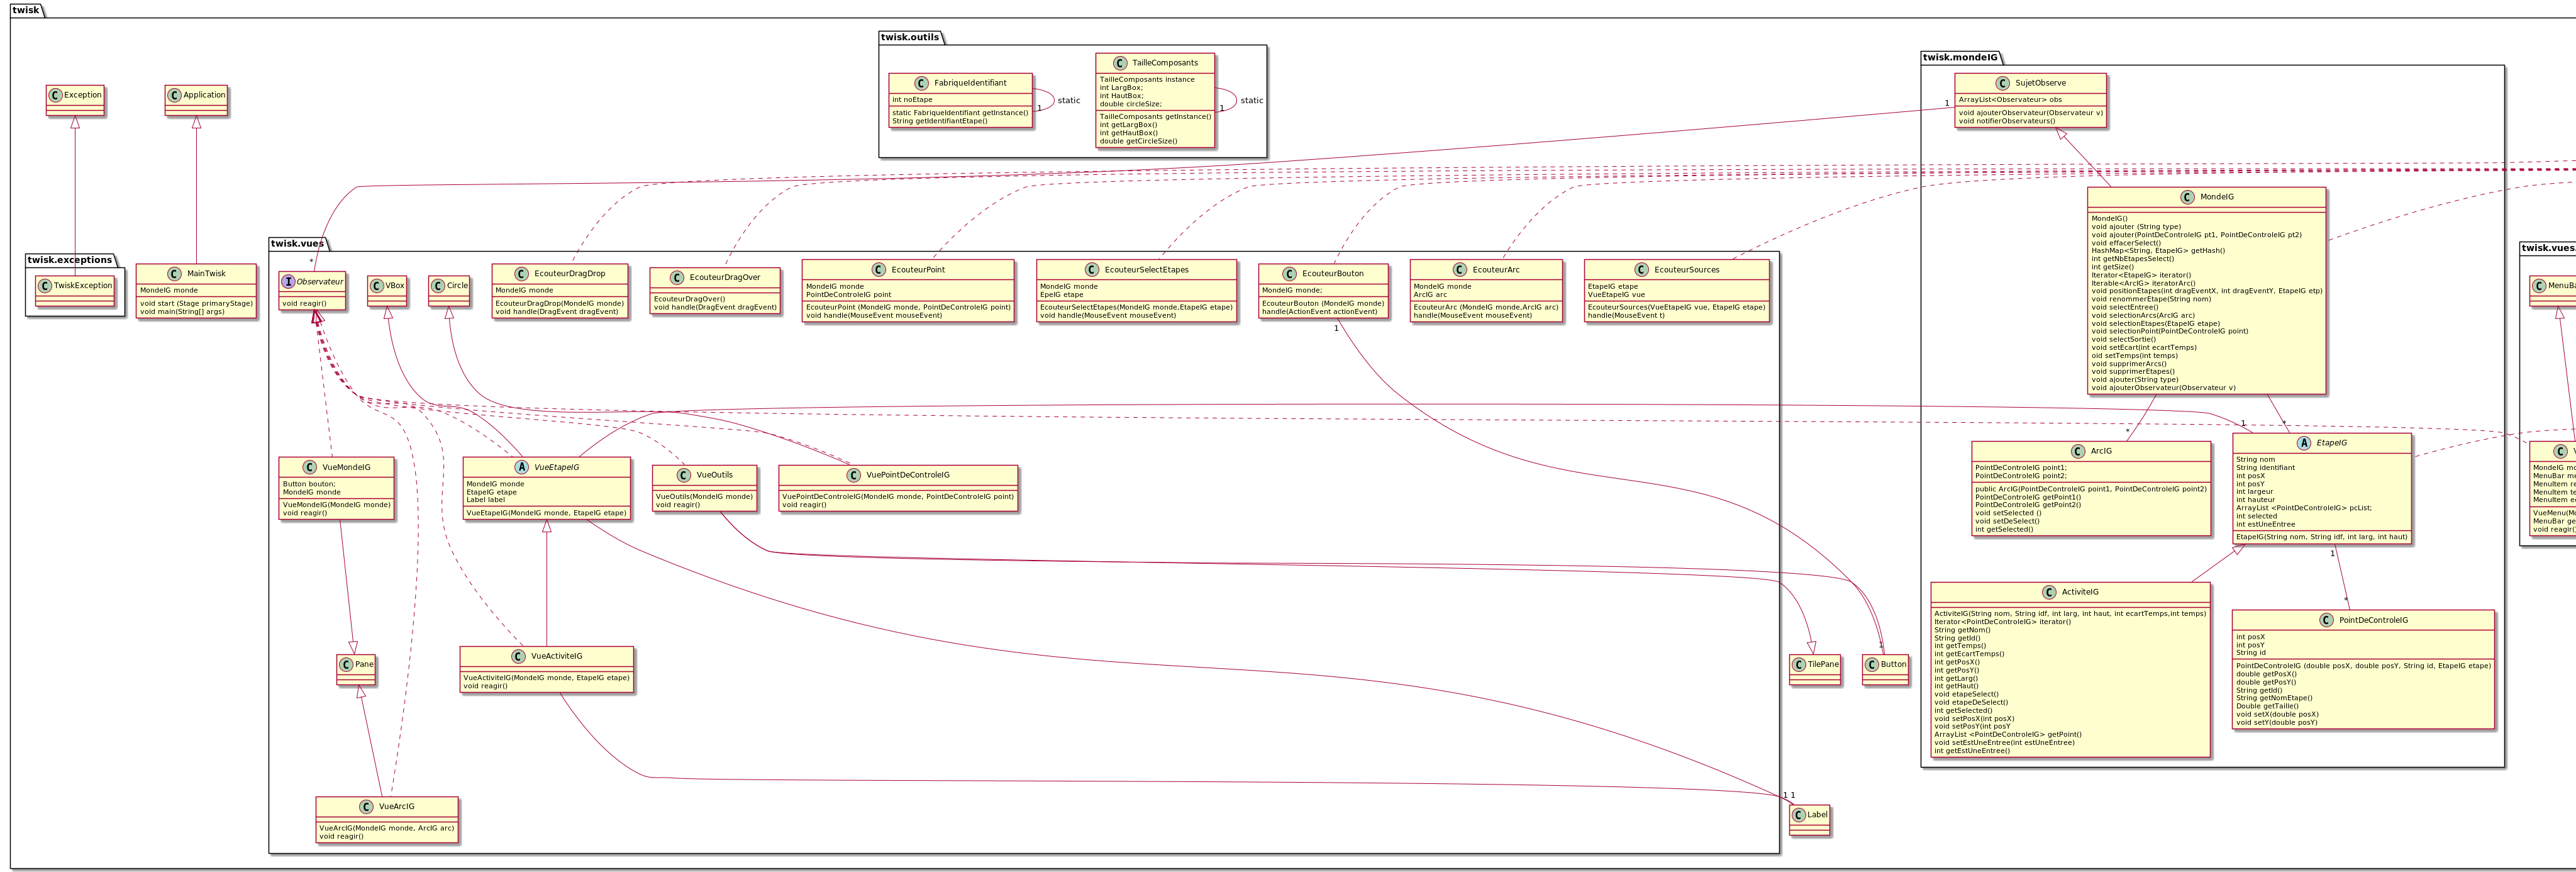 twisk
twisk.outils
C FabriqueIdentifiant
int noEtape
static FabriqueIdentifiant getInstance()
String getIdentifiantEtape()
1
static
C TailleComposants
TailleComposants instance
int LargBox;
int HautBox;
double circleSize;
TailleComposants getInstance()
int getLargBox()
int getHautBox()
double getCircleSize()
1
static
C Exception
C Application
twisk.exceptions
C TwiskException
C MainTwisk
MondeIG monde
void start (Stage primaryStage)
void main(String[] args)
twisk.vues
*
I Observateur
void reagir()
C VBox
C Circle
C EcouteurDragDrop
MondeIG monde
EcouteurDragDrop(MondeIG monde)
void handle(DragEvent dragEvent)
C EcouteurDragOver
EcouteurDragOver()
void handle(DragEvent dragEvent)
C EcouteurPoint
MondeIG monde
PointDeControleIG point
EcouteurPoint (MondeIG monde, PointDeControleIG point)
void handle(MouseEvent mouseEvent)
C EcouteurSelectEtapes
MondeIG monde
EpeIG etape
EcouteurSelectEtapes(MondeIG monde,EtapeIG etape)
void handle(MouseEvent mouseEvent)
C EcouteurBouton
MondeIG monde;
EcouteurBouton (MondeIG monde)
handle(ActionEvent actionEvent)
1
C EcouteurArc
MondeIG monde
ArcIG arc
EcouteurArc (MondeIG monde,ArcIG arc)
handle(MouseEvent mouseEvent)
C EcouteurSources
EtapeIG etape
VueEtapeIG vue
EcouteurSources(VueEtapeIG vue, EtapeIG etape)
handle(MouseEvent t)
C VueMondeIG
Button bouton;
MondeIG monde
VueMondeIG(MondeIG monde)
void reagir()
A VueEtapeIG
MondeIG monde
EtapeIG etape
Label label
VueEtapeIG(MondeIG monde, EtapeIG etape)
C VueOutils
VueOutils(MondeIG monde)
void reagir()
C VuePointDeControleIG
VuePointDeControleIG(MondeIG monde, PointDeControleIG point)
void reagir()
C Pane
C VueActiviteIG
VueActiviteIG(MondeIG monde, EtapeIG etape)
void reagir()
C VueArcIG
VueArcIG(MondeIG monde, ArcIG arc)
void reagir()
C TilePane
1
C Button
1 1
C Label
twisk.mondeIG
1
C SujetObserve
ArrayList<Observateur> obs
void ajouterObservateur(Observateur v)
void notifierObservateurs()
C MondeIG
MondeIG()
void ajouter (String type)
void ajouter(PointDeControleIG pt1, PointDeControleIG pt2)
void effacerSelect()
HashMap<String, EtapeIG> getHash()
int getNbEtapesSelect()
int getSize()
Iterator<EtapeIG> iterator()
Iterable<ArcIG> iteratorArc()
void positionEtapes(int dragEventX, int dragEventY, EtapeIG etp)
void renommerEtape(String nom)
void selectEntree()
void selectionArcs(ArcIG arc)
void selectionEtapes(EtapeIG etape)
void selectionPoint(PointDeControleIG point)
void selectSortie()
void setEcart(int ecartTemps)
oid setTemps(int temps)
void supprimerArcs()
void supprimerEtapes()
void ajouter(String type)
void ajouterObservateur(Observateur v)
*
1
*
C ArcIG
PointDeControleIG point1;
PointDeControleIG point2;
public ArcIG(PointDeControleIG point1, PointDeControleIG point2)
PointDeControleIG getPoint1()
PointDeControleIG getPoint2()
void setSelected ()
void setDeSelect()
int getSelected()
A EtapeIG
String nom
String identifiant
int posX
int posY
int largeur
int hauteur
ArrayList <PointDeControleIG> pcList;
int selected
int estUneEntree
EtapeIG(String nom, String idf, int larg, int haut)
1
*
C ActiviteIG
ActiviteIG(String nom, String idf, int larg, int haut, int ecartTemps,int temps)
Iterator<PointDeControleIG> iterator()
String getNom()
String getId()
int getTemps()
int getEcartTemps()
int getPosX()
int getPosY()
int getLarg()
int getHaut()
void etapeSelect()
void etapeDeSelect()
int getSelected()
void setPosX(int posX)
void setPosY(int posY
ArrayList <PointDeControleIG> getPoint()
void setEstUneEntree(int estUneEntree)
int getEstUneEntree()
C PointDeControleIG
int posX
int posY
String id
PointDeControleIG (double posX, double posY, String id, EtapeIG etape)
double getPosX()
double getPosY()
String getId()
String getNomEtape()
Double getTaille()
void setX(double posX)
void setY(double posY)
twisk.vues
C MenuBa
C V
MondeIG mo
MenuBar me
MenuItem re
MenuItem te
MenuItem e
VueMenu(Mo
MenuBar ge
void reagir(